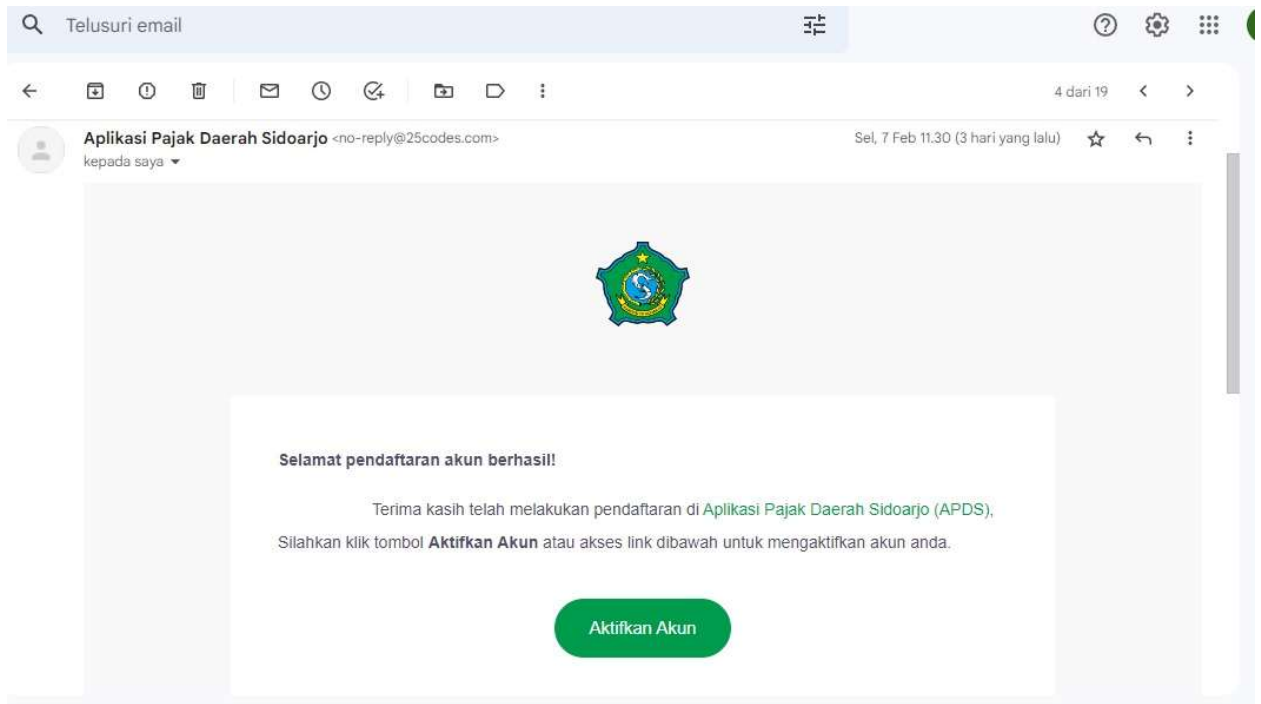 Telusuri email
4 dari 19
Aplikasi Pajak Daerah Sidoarjo <no-reply@25codes.com>
Sel, 7 Feb 11.30 (3 hari yang lalu)
kepada saya
Selamat pendaftaran akun berhasil!
Terima kasih telah melakukan pendaftaran di Aplikasi Pajak Daerah Sidoarjo (APDS),
Silahkan klik tombol Aktifkan Akun atau akses link dibawah untuk mengaktifkan akun anda.
Aktifkan Akun